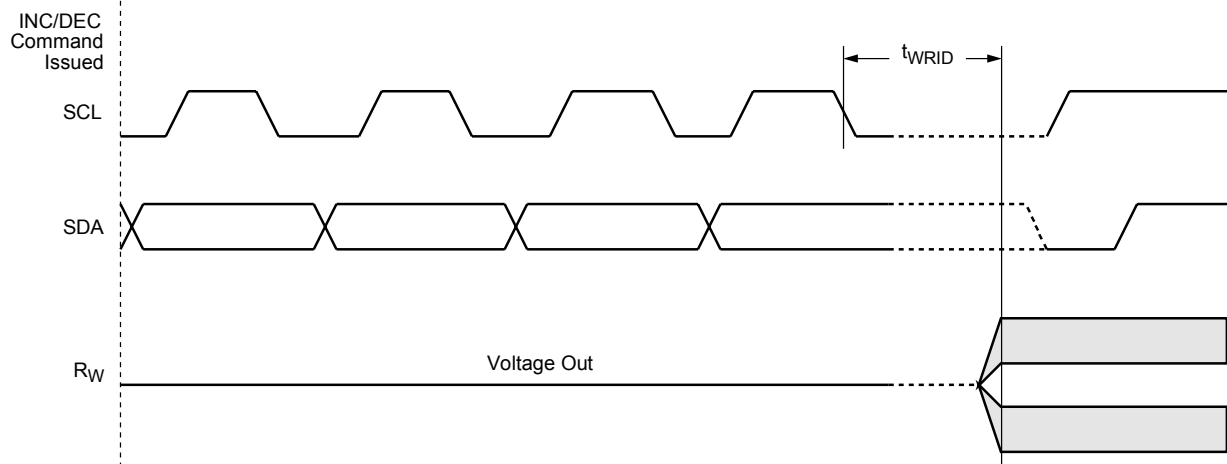 INC/DEC
Command
Issued
tWRID
SCL
SDA
Voltage Out
RW